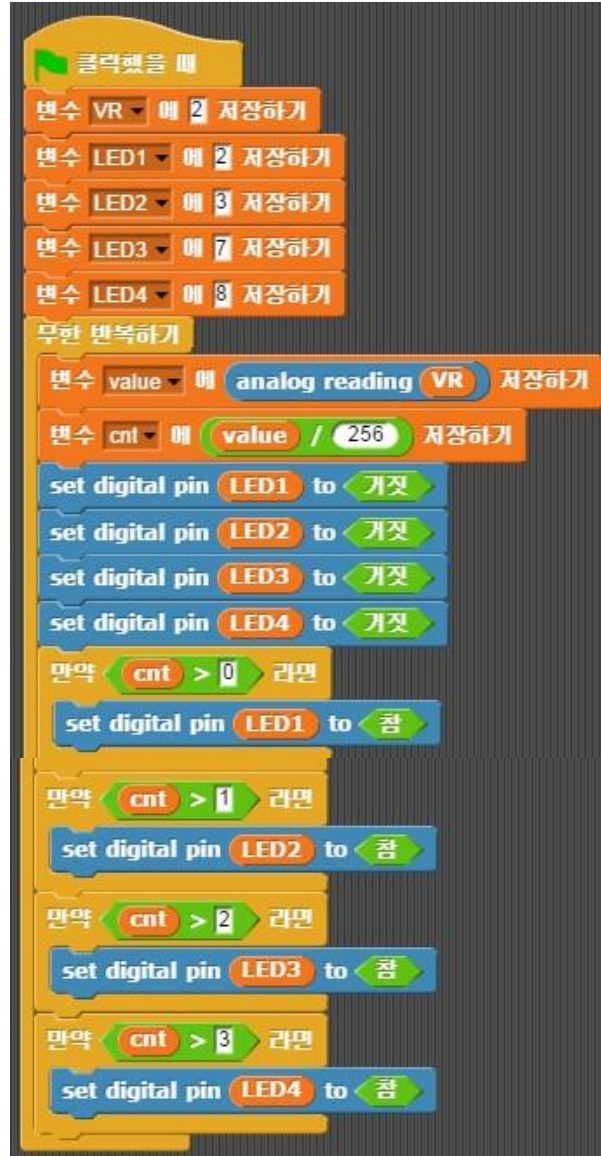 클릭했을 때
변수 VR 에 2 저장하기
변수 LED1 에 2 저장하기
변수 LED2 에 3 저장하기
변수 LED3 에 7 저장하기
변수 LED4 에 8 저장하기
무한 반복하기
변수 value 에 analog reading VR 저장하기
변수 cnt 에 value / 256 저장하기
set digital pin LED1 to 거짓
set digital pin LED2 to 거짓
set digital pin LED3 to 거짓
set digital pin LED4 to 거짓
만약 cnt > 0 라면
set digital pin LED1 to 참
만약 cnt > 1 라면
set digital pin LED2 to 참
만약 cnt > 2 라면
set digital pin LED3 to 참
만약 cnt > 3 라면
set digital pin LED4 to 참